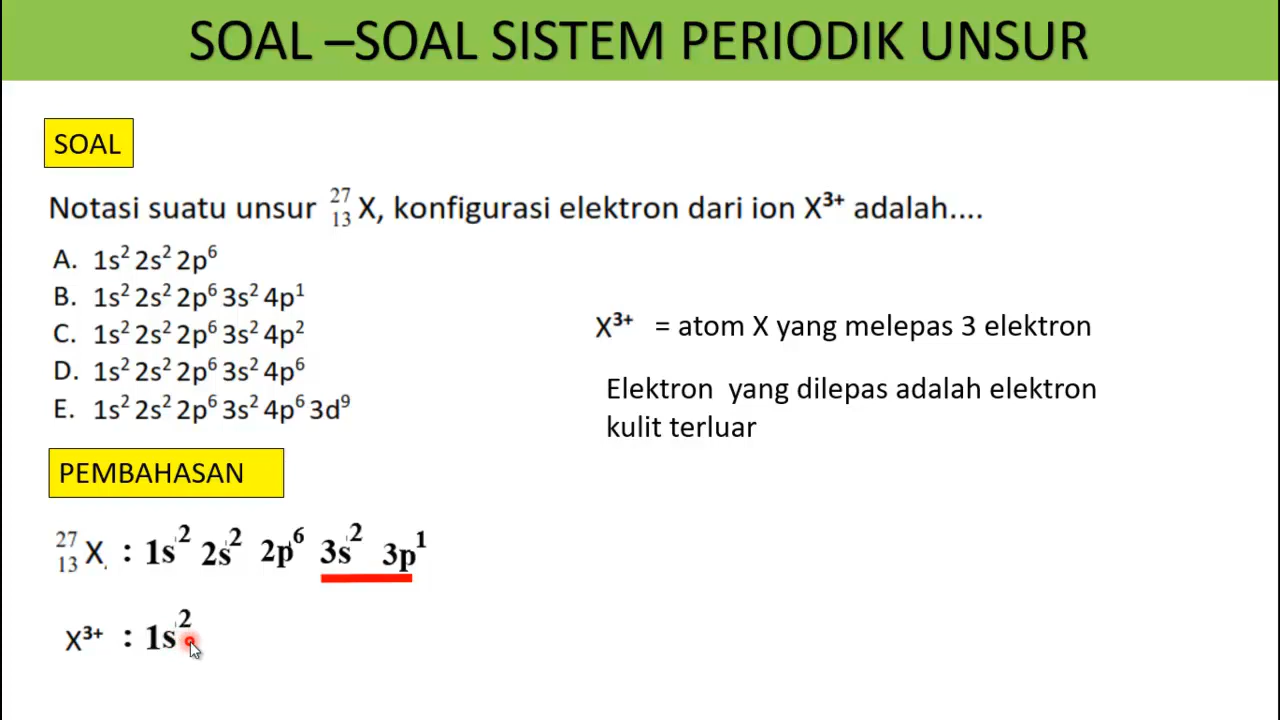 SOAL –SOAL SISTEM PERIODIK UNSUR
SOAL
Notasi suatu unsur ²⁷₁₃X, konfigurasi elektron dari ion X³⁺ adalah....
A. 1s² 2s² 2p⁶
B. 1s² 2s² 2p⁶ 3s² 4p¹
C. 1s² 2s² 2p⁶ 3s² 4p²
D. 1s² 2s² 2p⁶ 3s² 4p⁶
E. 1s² 2s² 2p⁶ 3s² 4p⁶ 3d⁹
X³⁺ = atom X yang melepas 3 elektron
Elektron yang dilepas adalah elektron
kulit terluar
PEMBAHASAN
²⁷₁₃X : 1s² 2s² 2p⁶ 3s² 3p¹
X³⁺ : 1s²